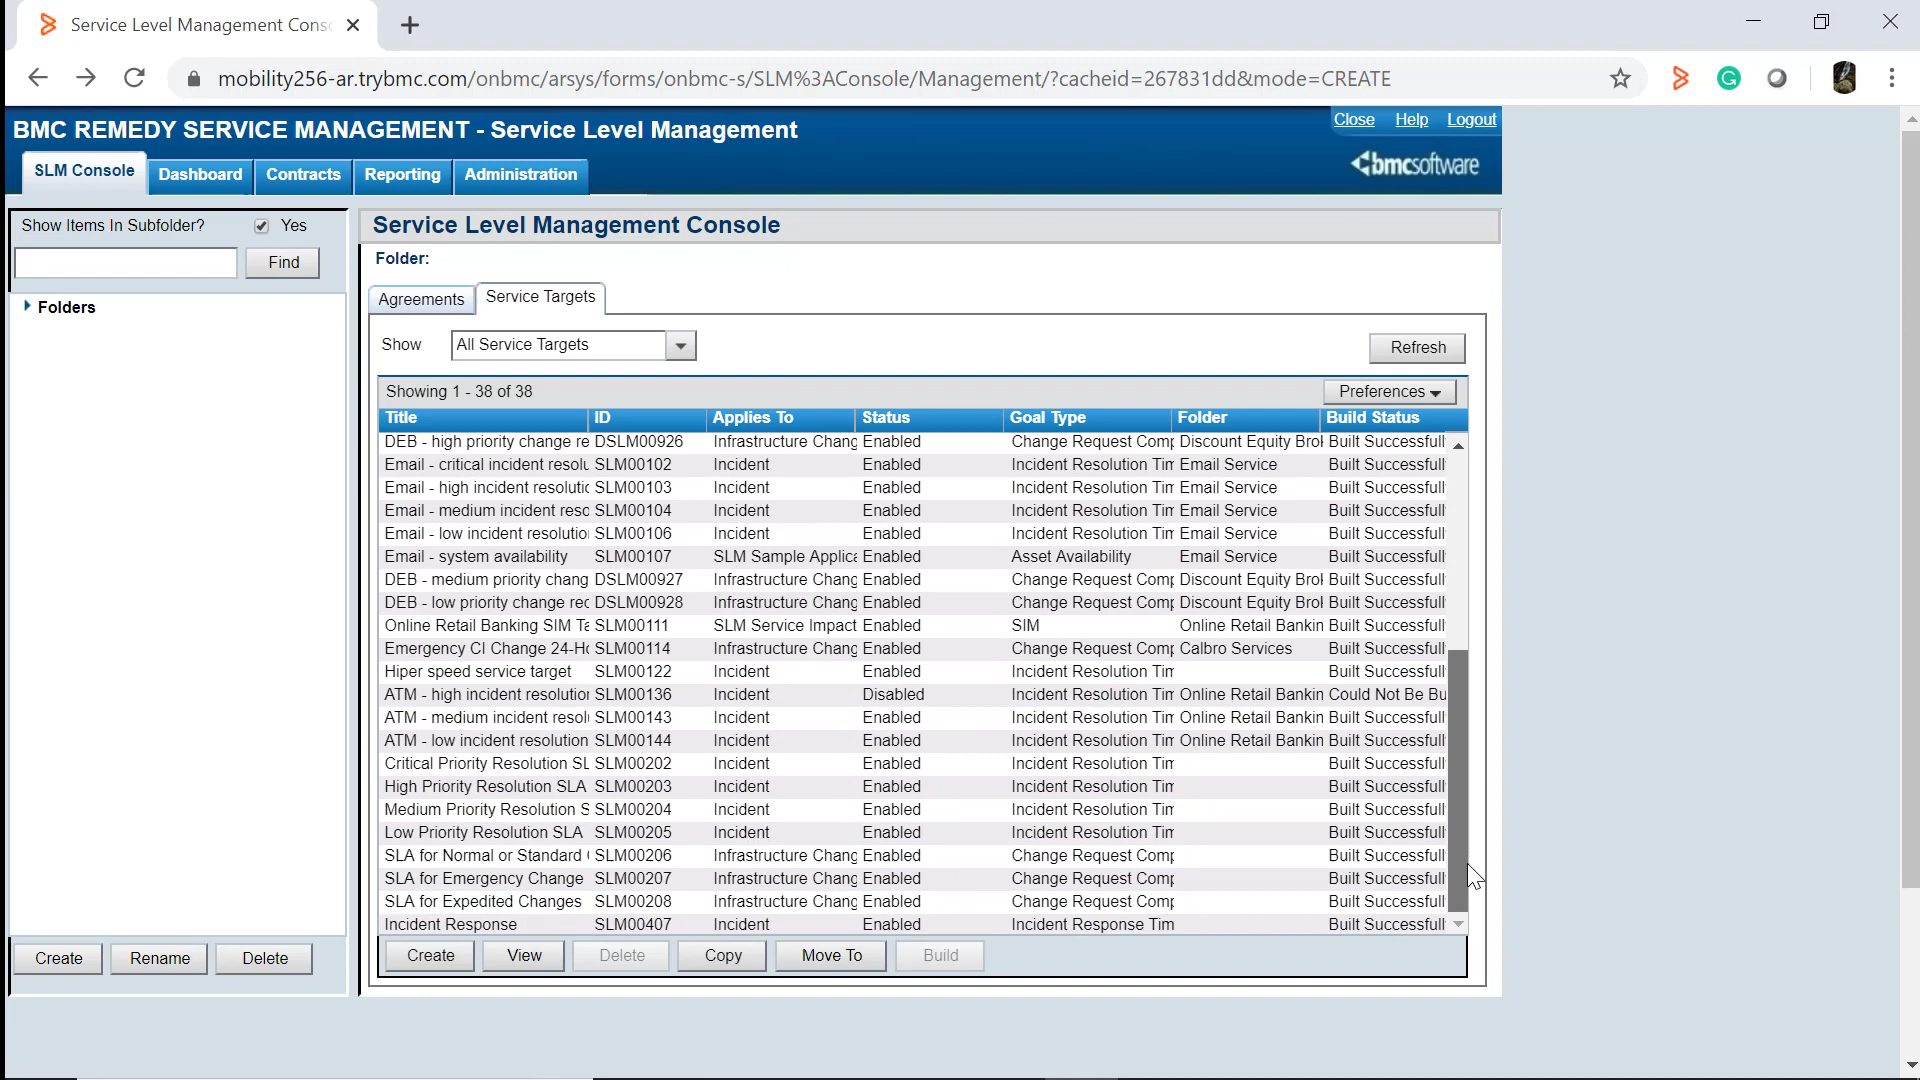 Service Level Management Cons
mobility256-ar.trybmc.com/onbmc/arsys/forms/onbmc-s/SLM%3AConsole/Management/?cacheid=267831dd&mode=CREATE
BMC REMEDY SERVICE MANAGEMENT - Service Level Management
Close Help Logout
bmcsoftware
SLM Console Dashboard Contracts Reporting Administration
Show Items In Subfolder? Yes
Find
Folders
Create Rename Delete
Service Level Management Console
Folder:
Agreements Service Targets
Show All Service Targets Refresh
Showing 1 - 38 of 38 Preferences
Title ID Applies To Status Goal Type Folder Build Status
DEB - high priority change re DSLM00926 Infrastructure Chang Enabled Change Request Comp Discount Equity Brok Built Successfull
Email - critical incident resolu SLM00102 Incident Enabled Incident Resolution Tim Email Service Built Successfull
Email - high incident resolutic SLM00103 Incident Enabled Incident Resolution Tim Email Service Built Successfull
Email - medium incident resc SLM00104 Incident Enabled Incident Resolution Tim Email Service Built Successfull
Email - low incident resolutio SLM00106 Incident Enabled Incident Resolution Tim Email Service Built Successfull
Email - system availability SLM00107 SLM Sample Applica Enabled Asset Availability Email Service Built Successfull
DEB - medium priority chang DSLM00927 Infrastructure Chang Enabled Change Request Comp Discount Equity Brok Built Successfull
DEB - low priority change rec DSLM00928 Infrastructure Chang Enabled Change Request Comp Discount Equity Brok Built Successfull
Online Retail Banking SIM Ta SLM00111 SLM Service Impact Enabled SIM Online Retail Bankin Built Successfull
Emergency CI Change 24-Ho SLM00114 Infrastructure Chang Enabled Change Request Comp Calbro Services Built Successfull
Hiper speed service target SLM00122 Incident Enabled Incident Resolution Tim Built Successfull
ATM - high incident resolution SLM00136 Incident Disabled Incident Resolution Tim Online Retail Bankin Could Not Be Bu
ATM - medium incident resol SLM00143 Incident Enabled Incident Resolution Tim Online Retail Bankin Built Successfull
ATM - low incident resolution SLM00144 Incident Enabled Incident Resolution Tim Online Retail Bankin Built Successfull
Critical Priority Resolution SL SLM00202 Incident Enabled Incident Resolution Tim Built Successfull
High Priority Resolution SLA SLM00203 Incident Enabled Incident Resolution Tim Built Successfull
Medium Priority Resolution S SLM00204 Incident Enabled Incident Resolution Tim Built Successfull
Low Priority Resolution SLA SLM00205 Incident Enabled Incident Resolution Tim Built Successfull
SLA for Normal or Standard SLM00206 Infrastructure Chang Enabled Change Request Comp Built Successfull
SLA for Emergency Change SLM00207 Infrastructure Chang Enabled Change Request Comp Built Successfull
SLA for Expedited Changes SLM00208 Infrastructure Chang Enabled Change Request Comp Built Successfull
Incident Response SLM00407 Incident Enabled Incident Response Tim Built Successfull
Create View Delete Copy Move To Build